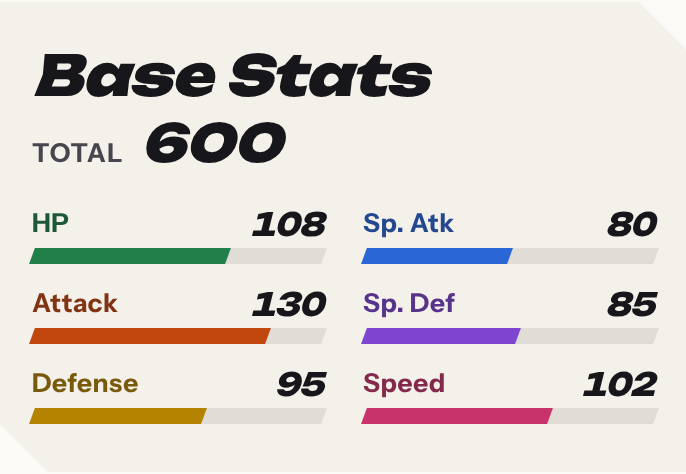 Base Stats
TOTAL 600
HP 108
Sp. Atk 80
Attack 130
Sp. Def 85
Defense 95
Speed 102